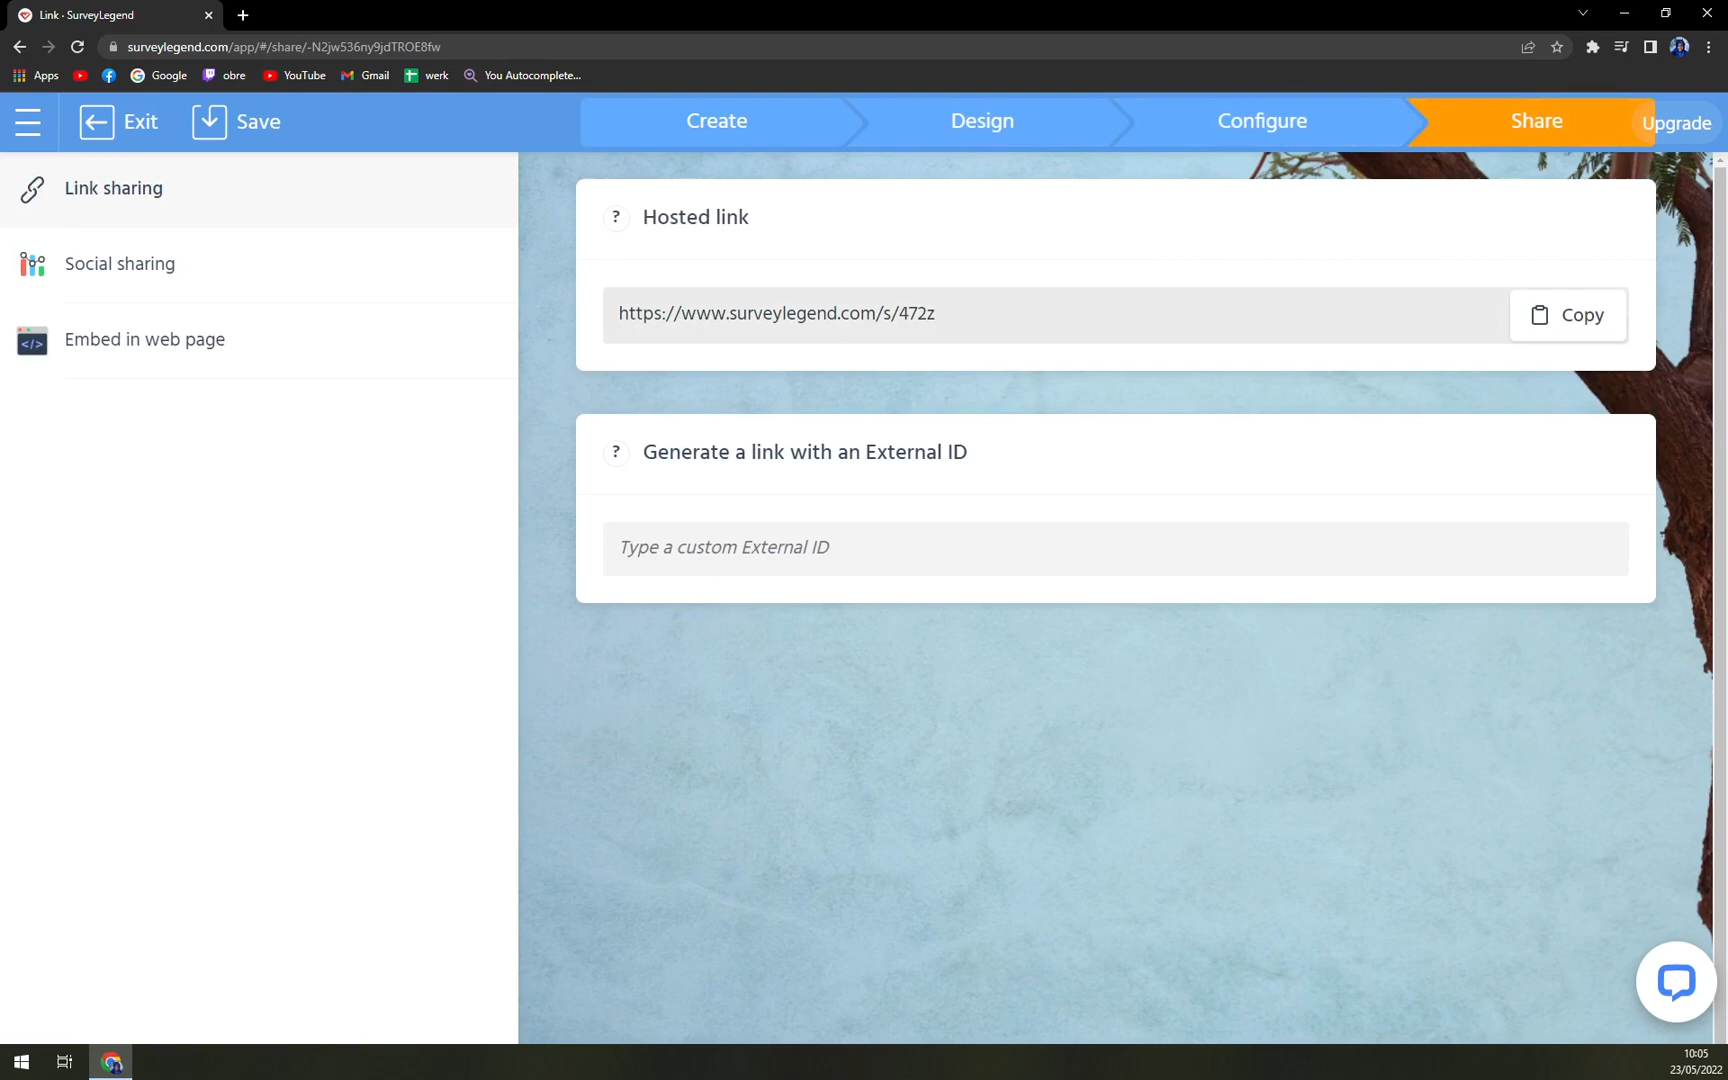 Link · SurveyLegend
surveylegend.com/app/#/share/-N2jw536ny9jdTROE8fw
Apps
Google
obre
YouTube
Gmail
werk
You Autocomplete...
Exit
Save
Create
Design
Configure
Share
Upgrade
Link sharing
Social sharing
Embed in web page
? Hosted link
https://www.surveylegend.com/s/472z
Copy
? Generate a link with an External ID
Type a custom External ID
10:05
23/05/2022